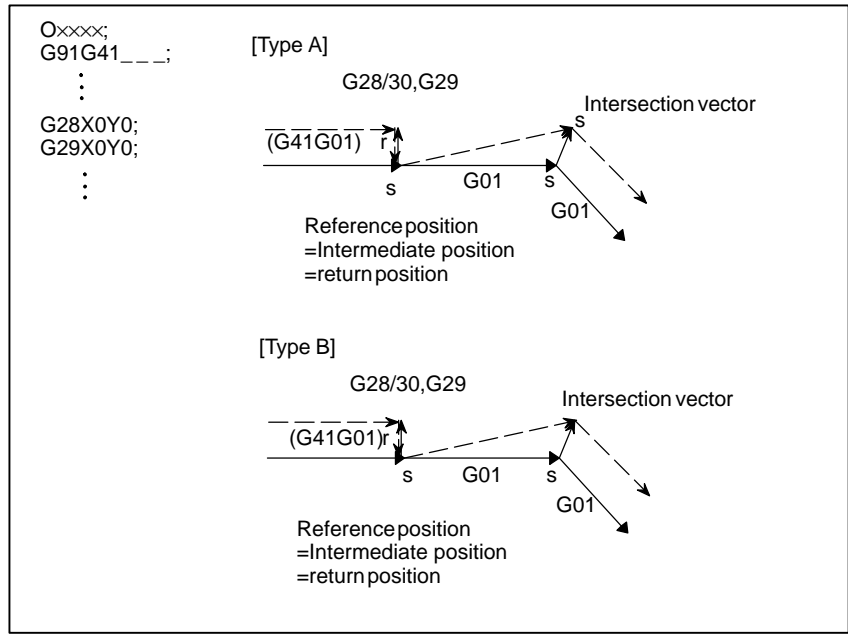 O××××;
G91G41_ _ _;
G28X0Y0;
G29X0Y0;
[Type A]
G28/30,G29
Intersection vector
s
(G41G01)
r
s
G01
s
G01
Reference position
=Intermediate position
=return position
[Type B]
G28/30,G29
Intersection vector
(G41G01)
r
s
G01
s
G01
Reference position
=Intermediate position
=return position